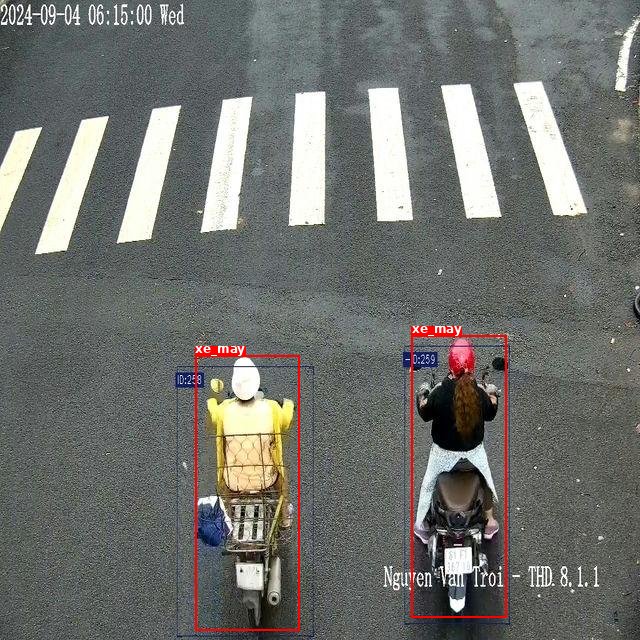 2024-09-04 06:15:00 Wed
xe_may
xe_may
ID:259
ID:258
Nguyen Van Troi - THD 8.1.1